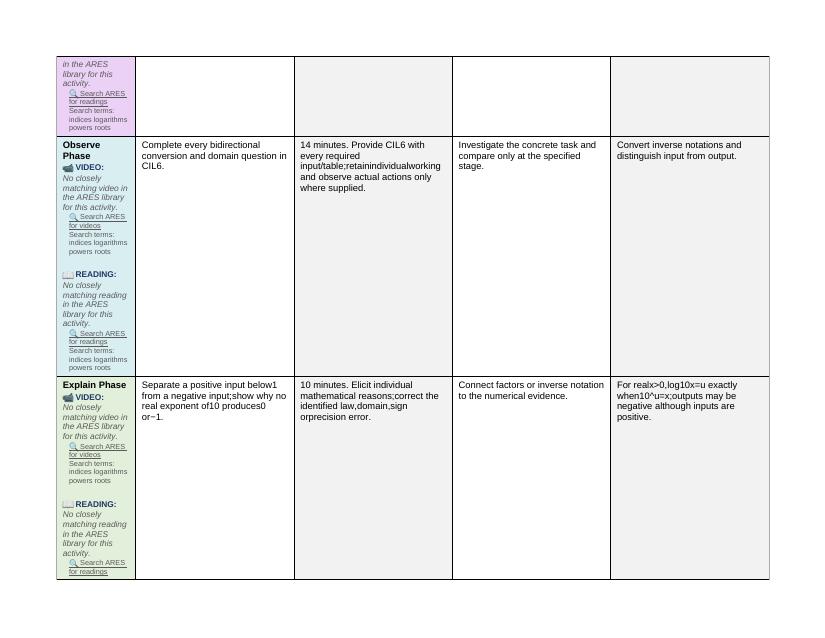 in the ARES
library for this
activity.
🔍 Search ARES
for readings
Search terms:
indices logarithms
powers roots
Observe
Phase
📹 VIDEO:
No closely
matching video in
the ARES library
for this activity.
🔍 Search ARES
for videos
Search terms:
indices logarithms
powers roots
📖 READING:
No closely
matching reading
in the ARES
library for this
activity.
🔍 Search ARES
for readings
Search terms:
indices logarithms
powers roots
Complete every bidirectional
conversion and domain question in
CIL6.
14 minutes. Provide CIL6 with
every required
input/table;retainindividualworking
and observe actual actions only
where supplied.
Investigate the concrete task and
compare only at the specified
stage.
Convert inverse notations and
distinguish input from output.
Explain Phase
📹 VIDEO:
No closely
matching video in
the ARES library
for this activity.
🔍 Search ARES
for videos
Search terms:
indices logarithms
powers roots
📖 READING:
No closely
matching reading
in the ARES
library for this
activity.
🔍 Search ARES
for readings
Separate a positive input below1
from a negative input;show why no
real exponent of10 produces0
or−1.
10 minutes. Elicit individual
mathematical reasons;correct the
identified law,domain,sign
orprecision error.
Connect factors or inverse notation
to the numerical evidence.
For realx>0,log10x=u exactly
when10^u=x;outputs may be
negative although inputs are
positive.